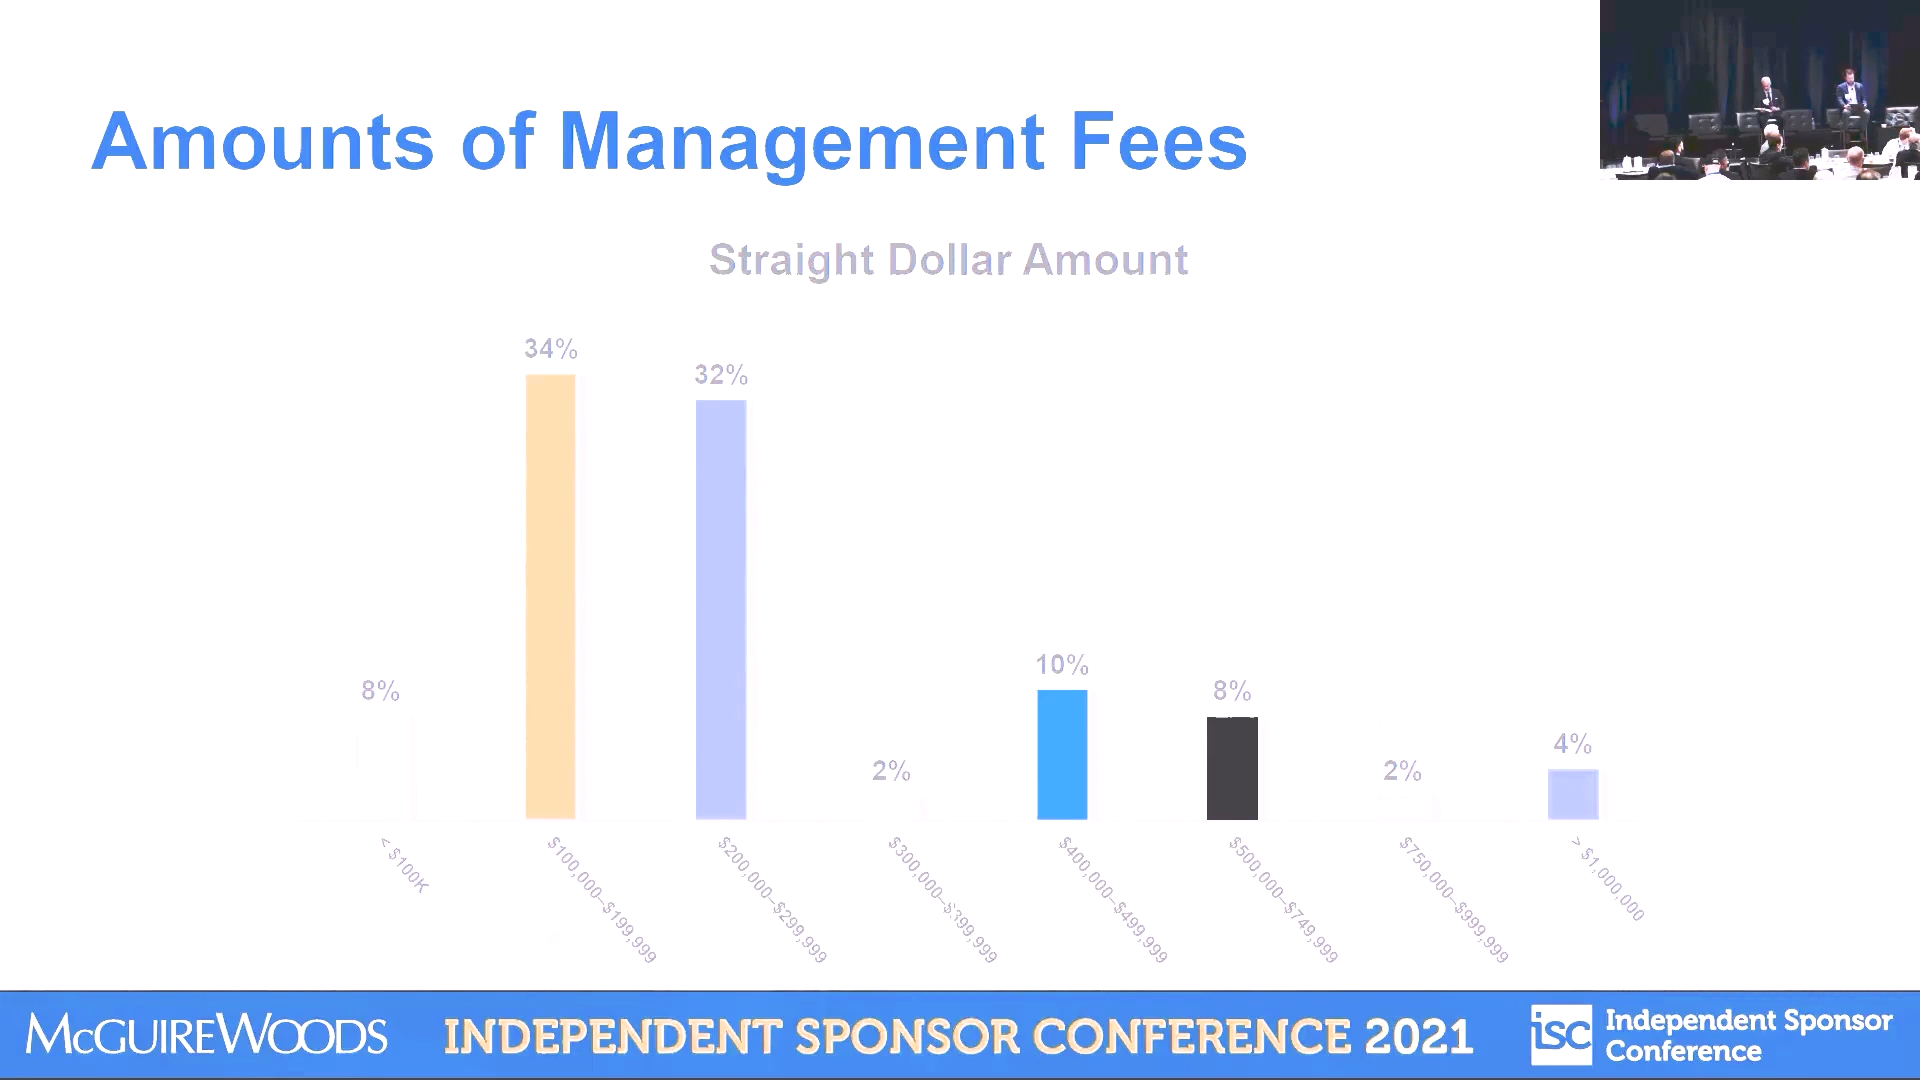 Amounts of Management Fees
Straight Dollar Amount
34%
32%
10%
8%
8%
4%
2%
2%
< $100K
$100,000–$199,999
$200,000–$299,999
$300,000–$399,999
$400,000–$499,999
$500,000–$749,999
$750,000–$999,999
> $1,000,000
McGUIREWOODS
INDEPENDENT SPONSOR CONFERENCE 2021
isc
Independent Sponsor
Conference